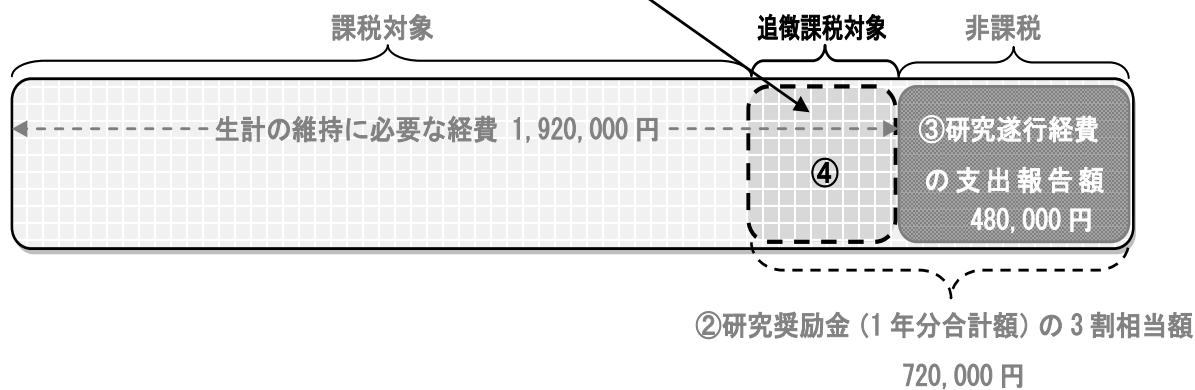 課税対象
追徴課税対象
非課税
生計の維持に必要な経費 1,920,000 円
③研究遂行経費
の支出報告額
480,000 円
④
②研究奨励金(1 年分合計額)の 3 割相当額
720,000 円